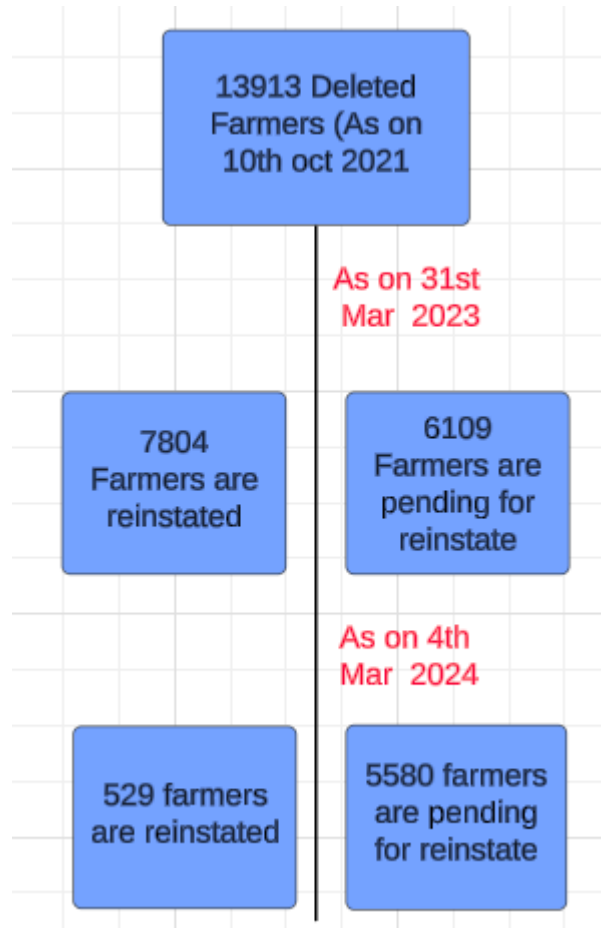 13913 Deleted
Farmers (As on
10th oct 2021
As on 31st
Mar 2023
7804
Farmers are
reinstated
6109
Farmers are
pending for
reinstate
As on 4th
Mar 2024
529 farmers
are reinstated
5580 farmers
are pending
for reinstate